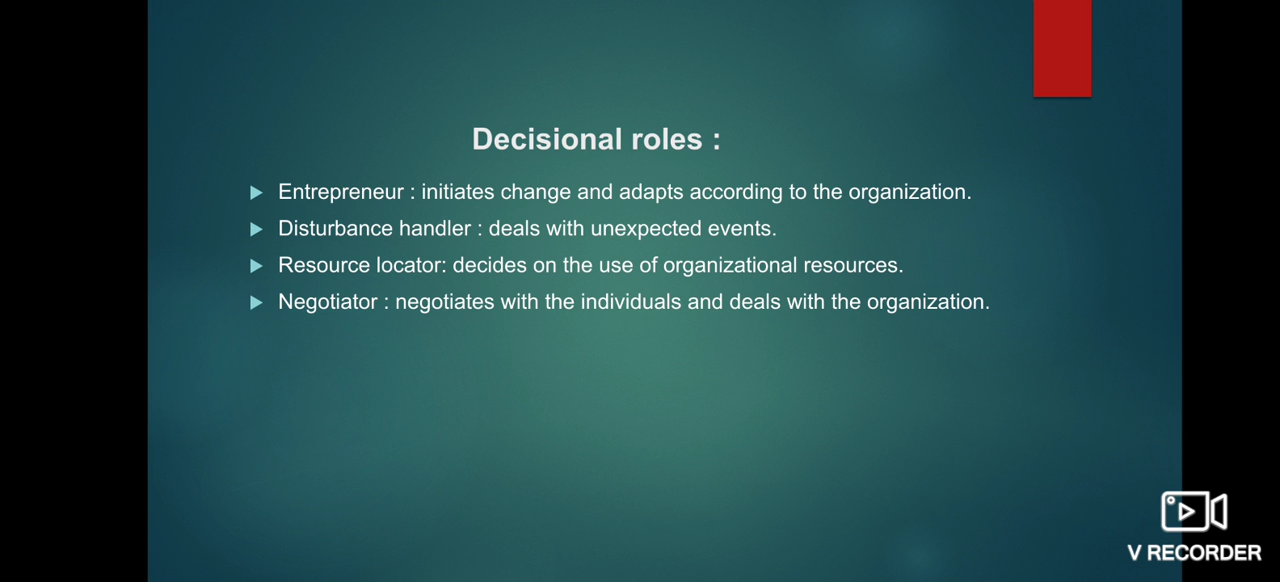 Decisional roles :
Entrepreneur : initiates change and adapts according to the organization.
Disturbance handler : deals with unexpected events.
Resource locator: decides on the use of organizational resources.
Negotiator : negotiates with the individuals and deals with the organization.
V RECORDER